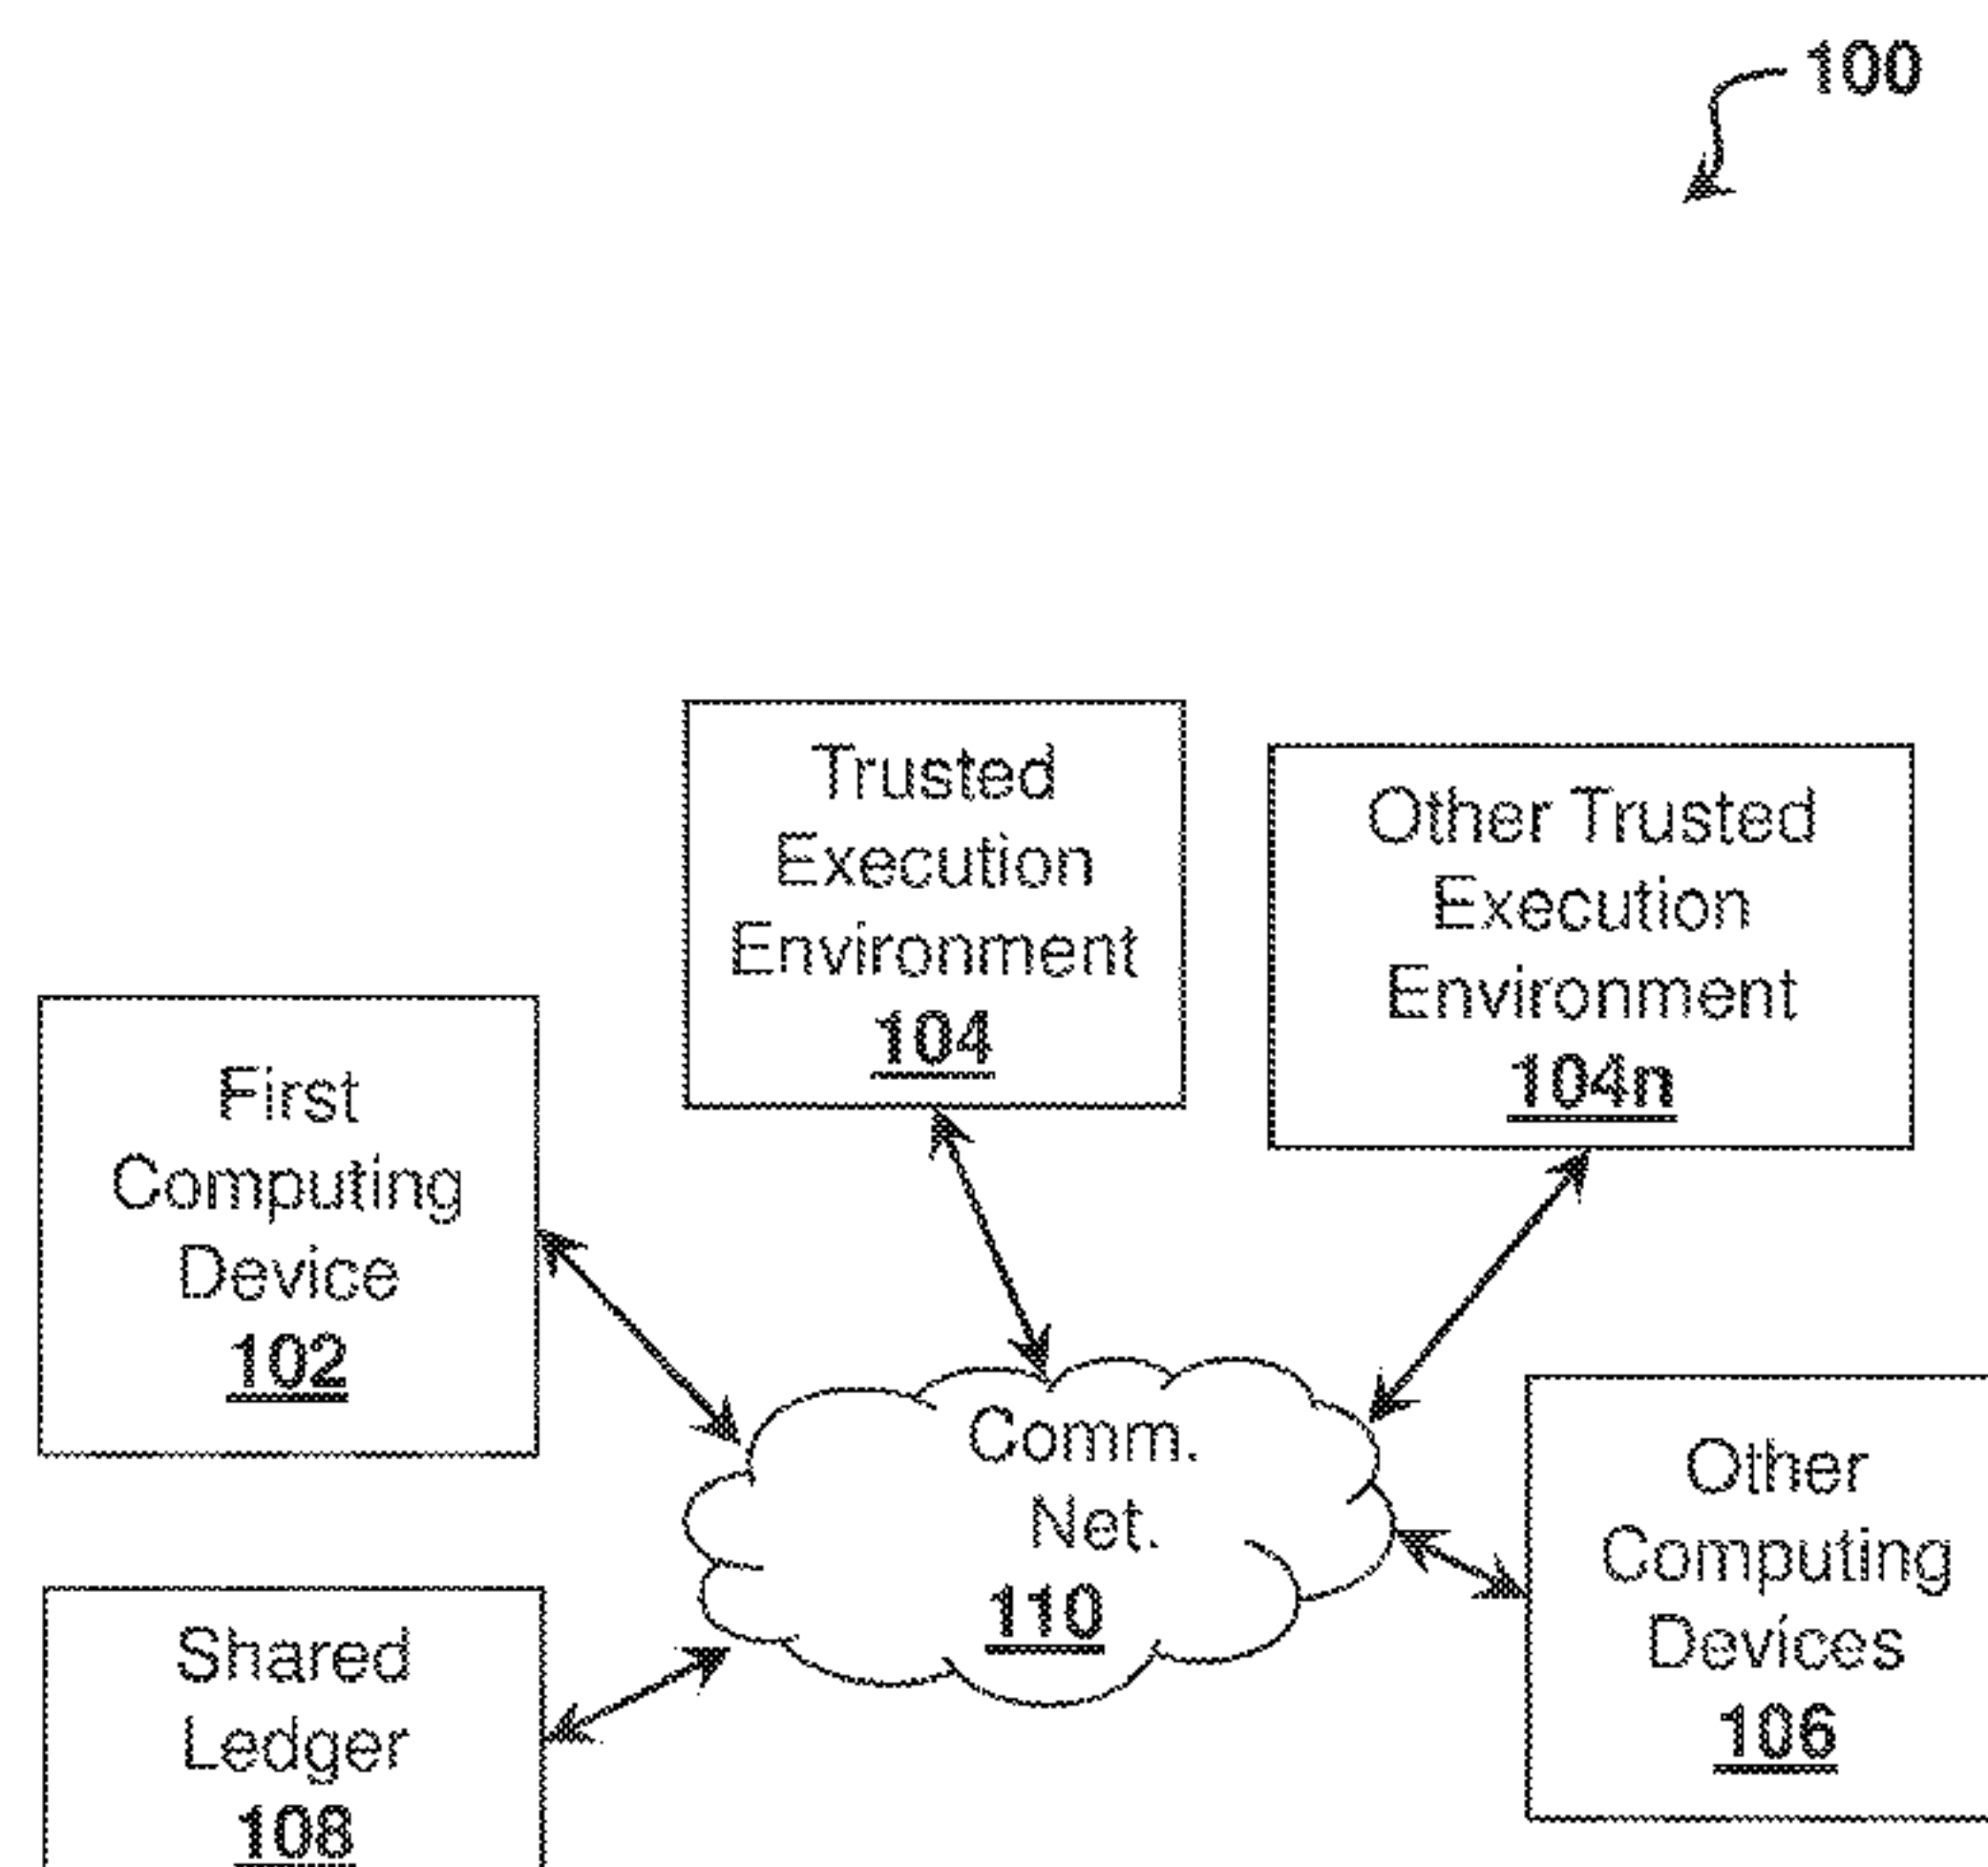 100
Trusted
Execution
Environment
104
Other Trusted
Execution
Environment
104n
First
Computing
Device
102
Comm.
Net.
110
Other
Computing
Devices
106
Shared
Ledger
108